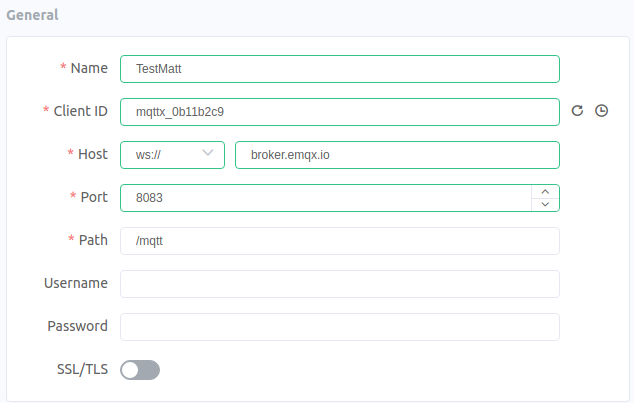 General
* Name TestMatt
* Client ID mqttx_0b11b2c9
* Host ws:// broker.emqx.io
* Port 8083
* Path /mqtt
Username
Password
SSL/TLS